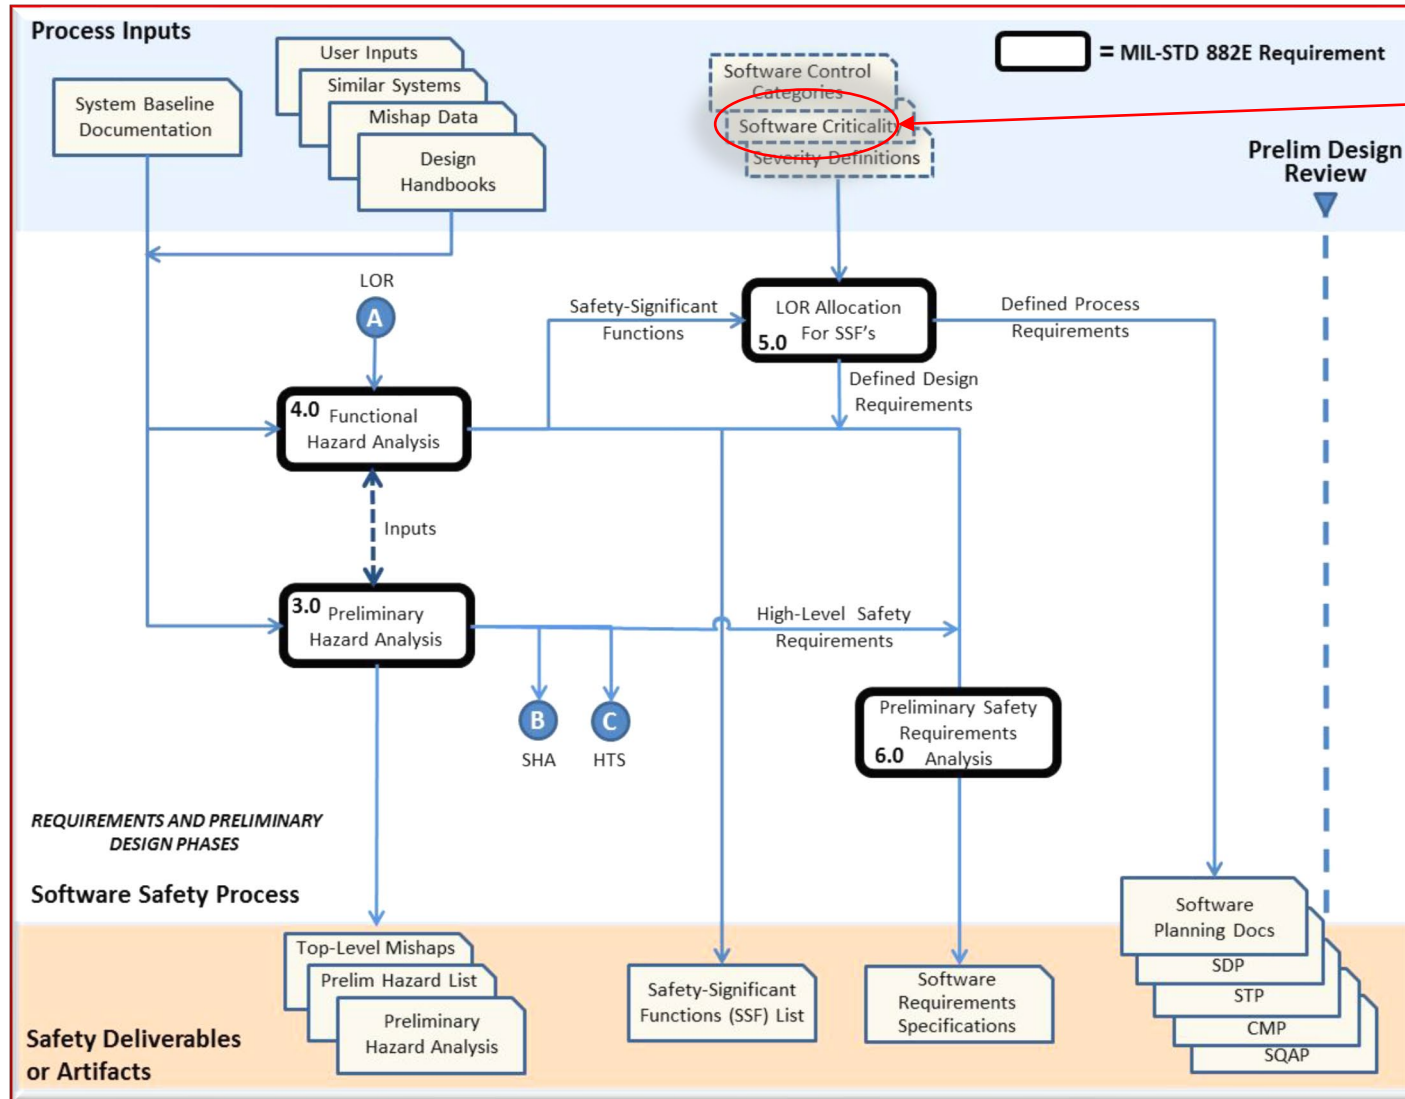 Process Inputs
User Inputs
Similar Systems
Mishap Data
Design
Handbooks
System Baseline
Documentation
Software Control
Categories
Software Criticality
Severity Definitions
= MIL-STD 882E Requirement
Prelim Design
Review
LOR
A
Safety-Significant
Functions
LOR Allocation
For SSF's
5.0
Defined Process
Requirements
Defined Design
Requirements
4.0
Functional
Hazard Analysis
Inputs
3.0
Preliminary
Hazard Analysis
High-Level Safety
Requirements
B
SHA
C
HTS
Preliminary Safety
Requirements
6.0 Analysis
REQUIREMENTS AND PRELIMINARY
DESIGN PHASES
Software Safety Process
Software
Planning Docs
SDP
STP
CMP
SQAP
Top-Level Mishaps
Prelim Hazard List
Preliminary
Hazard Analysis
Safety-Significant
Functions (SSF) List
Software
Requirements
Specifications
Safety Deliverables
or Artifacts